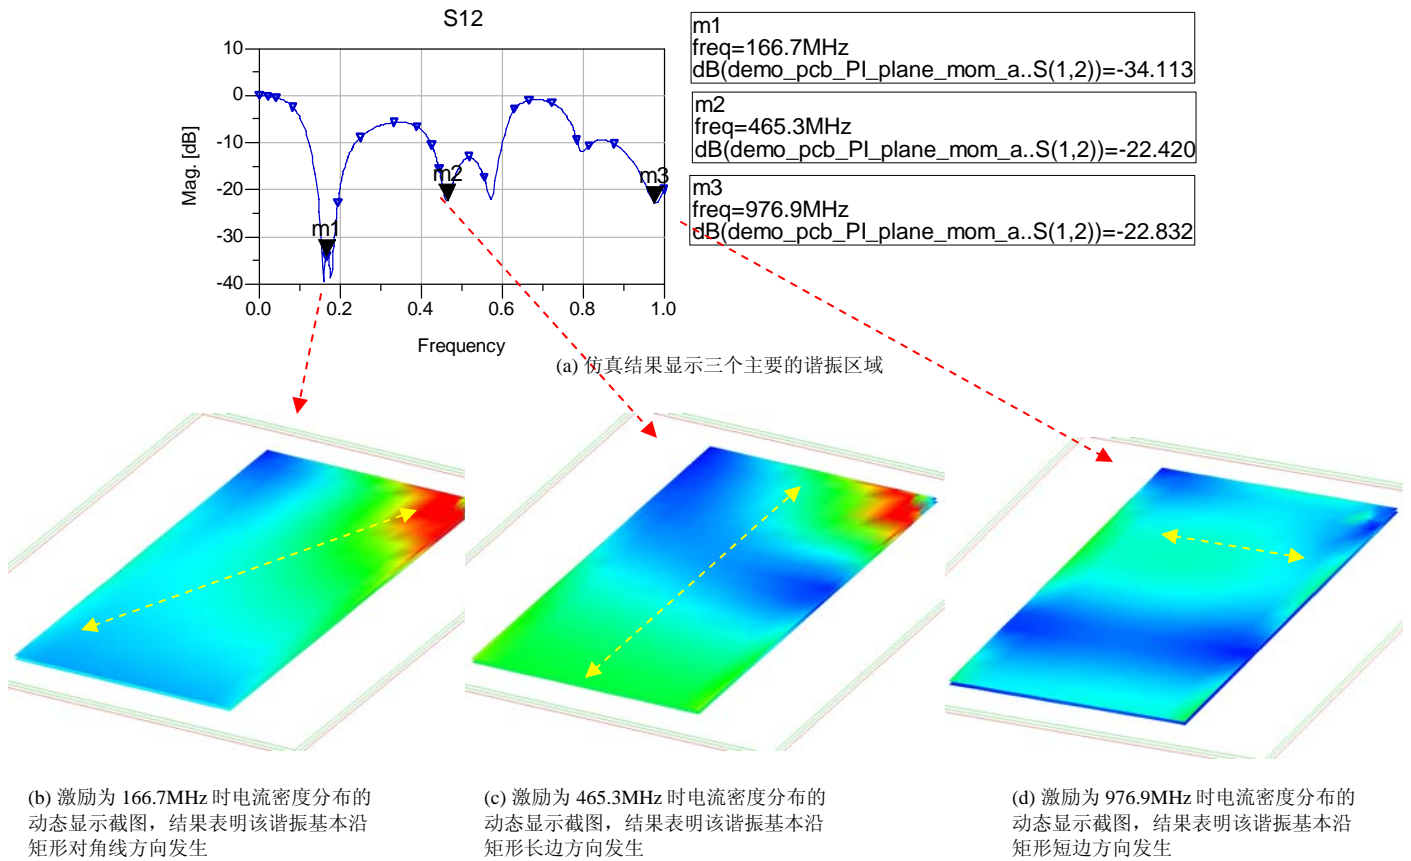 S12
m1
freq=166.7MHz
dB(demo_pcb_PI_plane_mom_a..S(1,2))=-34.113
m2
freq=465.3MHz
dB(demo_pcb_PI_plane_mom_a..S(1,2))=-22.420
m3
freq=976.9MHz
dB(demo_pcb_PI_plane_mom_a..S(1,2))=-22.832
10
0
-10
-20
-30
-40
Mag. [dB]
m1
m2
m3
0.0 0.2 0.4 0.6 0.8 1.0
Frequency
(a) 仿真结果显示三个主要的谐振区域
(b) 激励为 166.7MHz 时电流密度分布的
动态显示截图，结果表明该谐振基本沿
矩形对角线方向发生
(c) 激励为 465.3MHz 时电流密度分布的
动态显示截图，结果表明该谐振基本沿
矩形长边方向发生
(d) 激励为 976.9MHz 时电流密度分布的
动态显示截图，结果表明该谐振基本沿
矩形短边方向发生